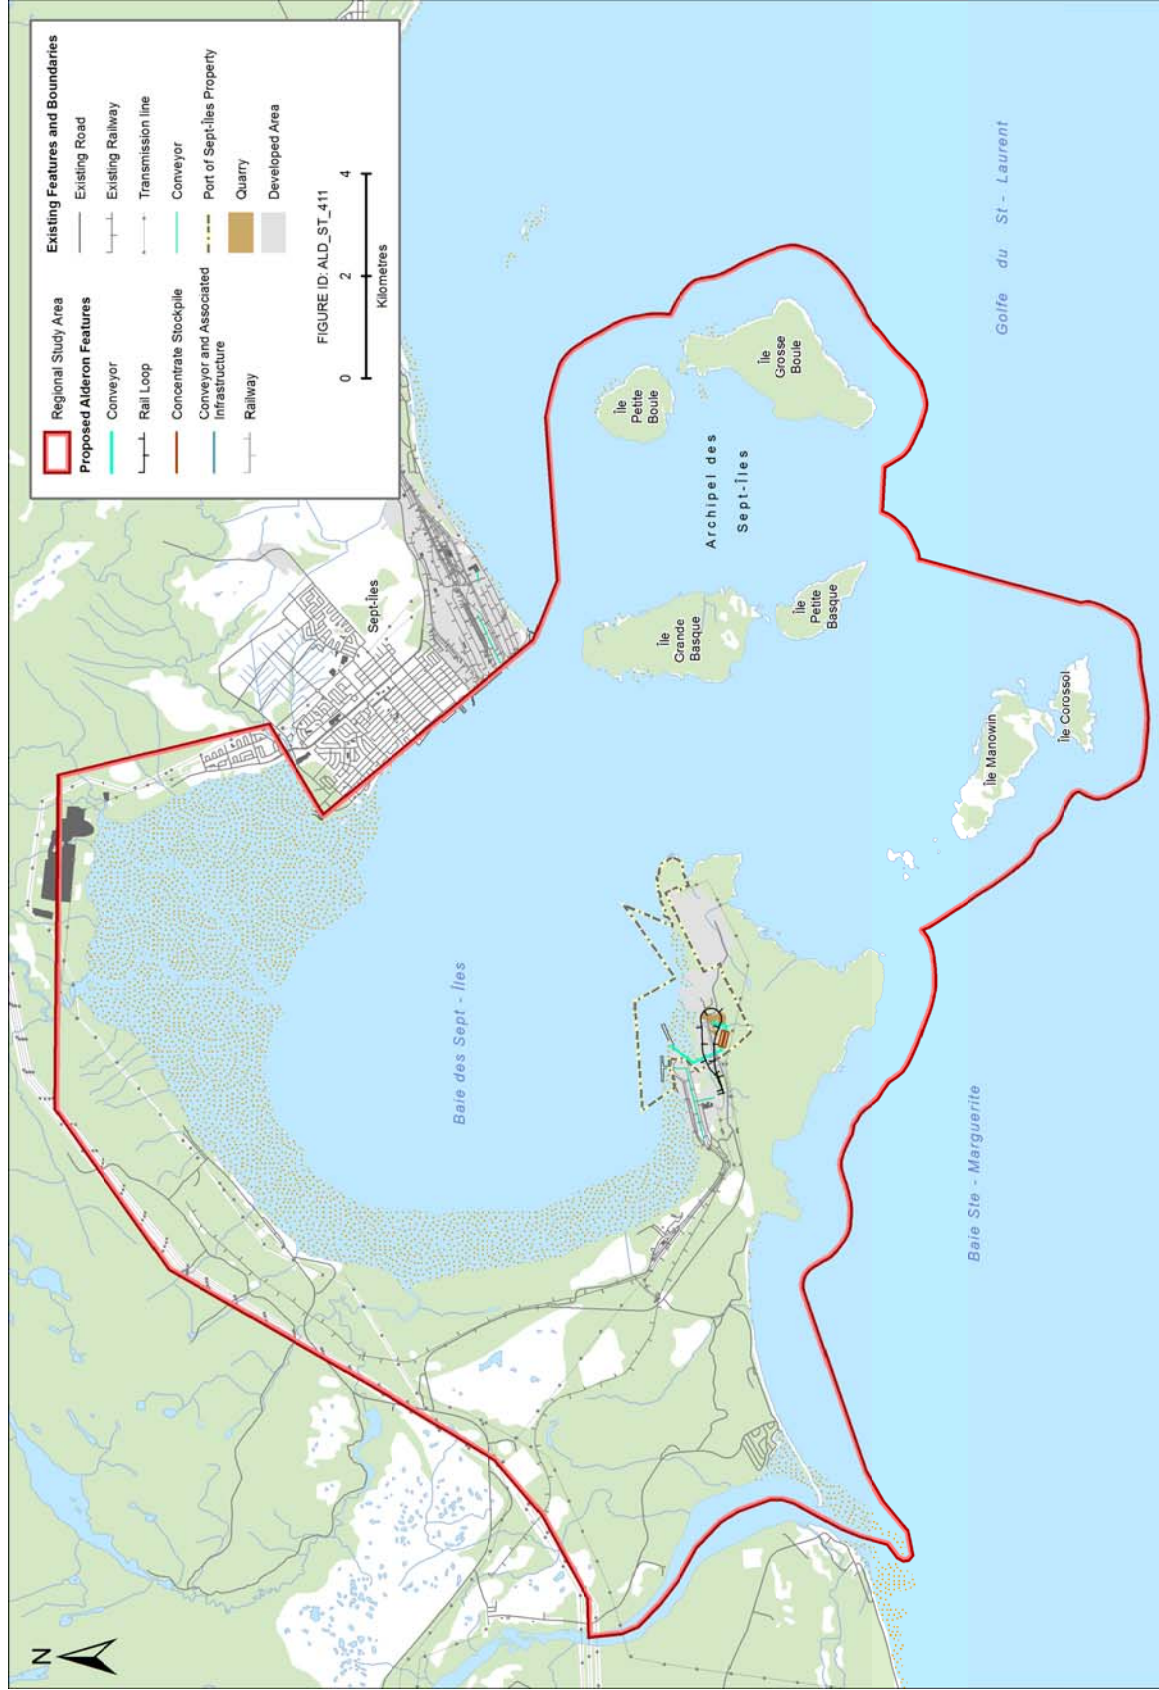 Regional Study Area
Proposed Alderon Features
Conveyor
Rail Loop
Concentrate Stockpile
Conveyor and Associated
Infrastructure
Railway
Existing Features and Boundaries
Existing Road
Existing Railway
Transmission line
Conveyor
Port of Sept-Îles Property
Quarry
Developed Area
FIGURE ID: ALD_ST_411
0 2 4
Kilometres
N
Sept-Îles
Baie des Sept - Îles
Île
Petite
Boule
Île
Grosse
Boule
Archipel des
Sept-Îles
Île
Grande
Basque
Île
Petite
Basque
Île Manowin
Île Corossol
Golfe du St - Laurent
Baie Ste - Marguerite